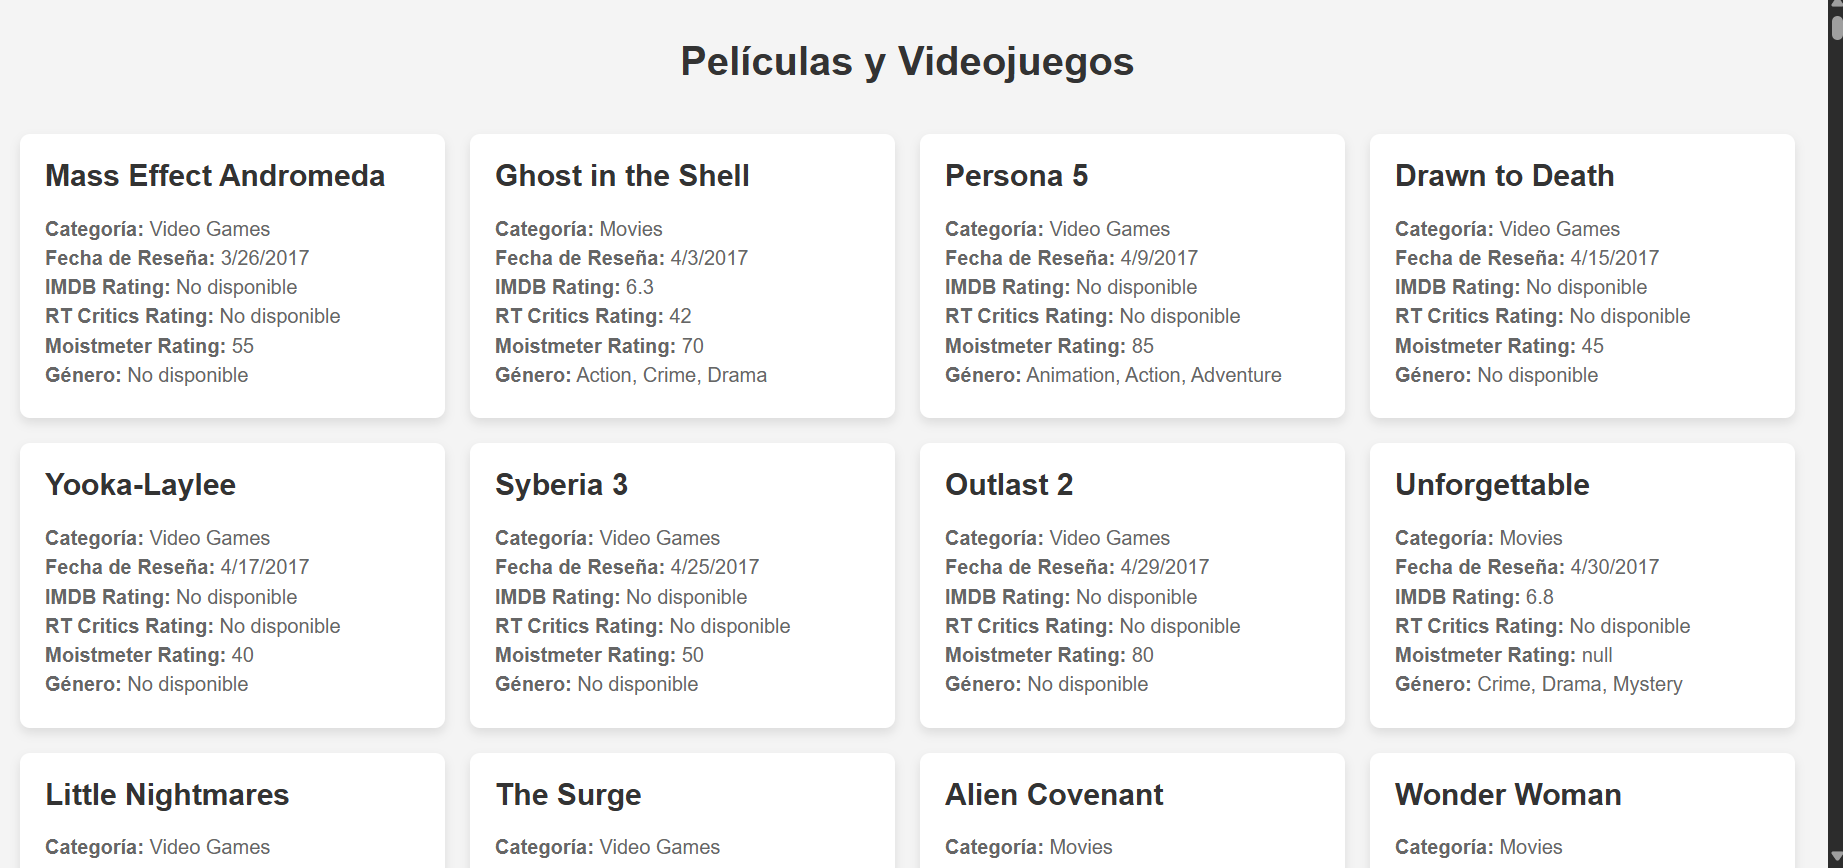 Películas y Videojuegos
Mass Effect Andromeda
Categoría: Video Games
Fecha de Reseña: 3/26/2017
IMDB Rating: No disponible
RT Critics Rating: No disponible
Moistmeter Rating: 55
Género: No disponible
Ghost in the Shell
Categoría: Movies
Fecha de Reseña: 4/3/2017
IMDB Rating: 6.3
RT Critics Rating: 42
Moistmeter Rating: 70
Género: Action, Crime, Drama
Persona 5
Categoría: Video Games
Fecha de Reseña: 4/9/2017
IMDB Rating: No disponible
RT Critics Rating: No disponible
Moistmeter Rating: 85
Género: Animation, Action, Adventure
Drawn to Death
Categoría: Video Games
Fecha de Reseña: 4/15/2017
IMDB Rating: No disponible
RT Critics Rating: No disponible
Moistmeter Rating: 45
Género: No disponible
Yooka-Laylee
Categoría: Video Games
Fecha de Reseña: 4/17/2017
IMDB Rating: No disponible
RT Critics Rating: No disponible
Moistmeter Rating: 40
Género: No disponible
Syberia 3
Categoría: Video Games
Fecha de Reseña: 4/25/2017
IMDB Rating: No disponible
RT Critics Rating: No disponible
Moistmeter Rating: 50
Género: No disponible
Outlast 2
Categoría: Video Games
Fecha de Reseña: 4/29/2017
IMDB Rating: No disponible
RT Critics Rating: No disponible
Moistmeter Rating: 80
Género: No disponible
Unforgettable
Categoría: Movies
Fecha de Reseña: 4/30/2017
IMDB Rating: 6.8
RT Critics Rating: No disponible
Moistmeter Rating: null
Género: Crime, Drama, Mystery
Little Nightmares
Categoría: Video Games
The Surge
Categoría: Video Games
Alien Covenant
Categoría: Movies
Wonder Woman
Categoría: Movies